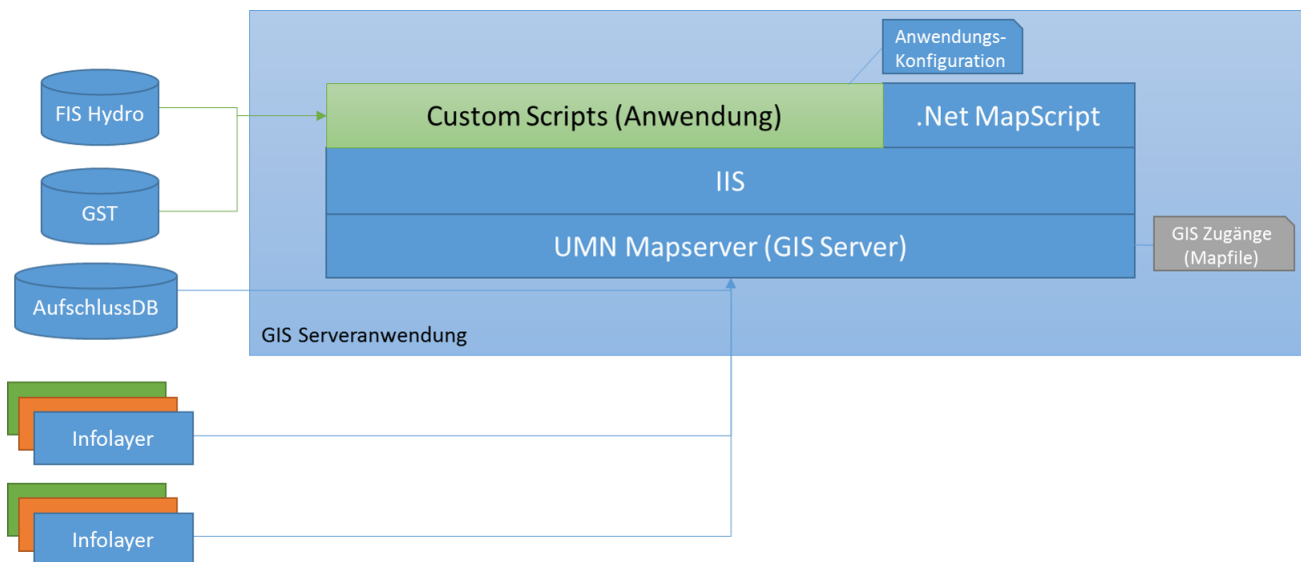 Anwendungs-
Konfiguration
FIS Hydro
Custom Scripts (Anwendung)
.Net MapScript
IIS
GST
UMN Mapserver (GIS Server)
GIS Zugänge
(Mapfile)
AufschlussDB
GIS Serveranwendung
Infolayer
Infolayer